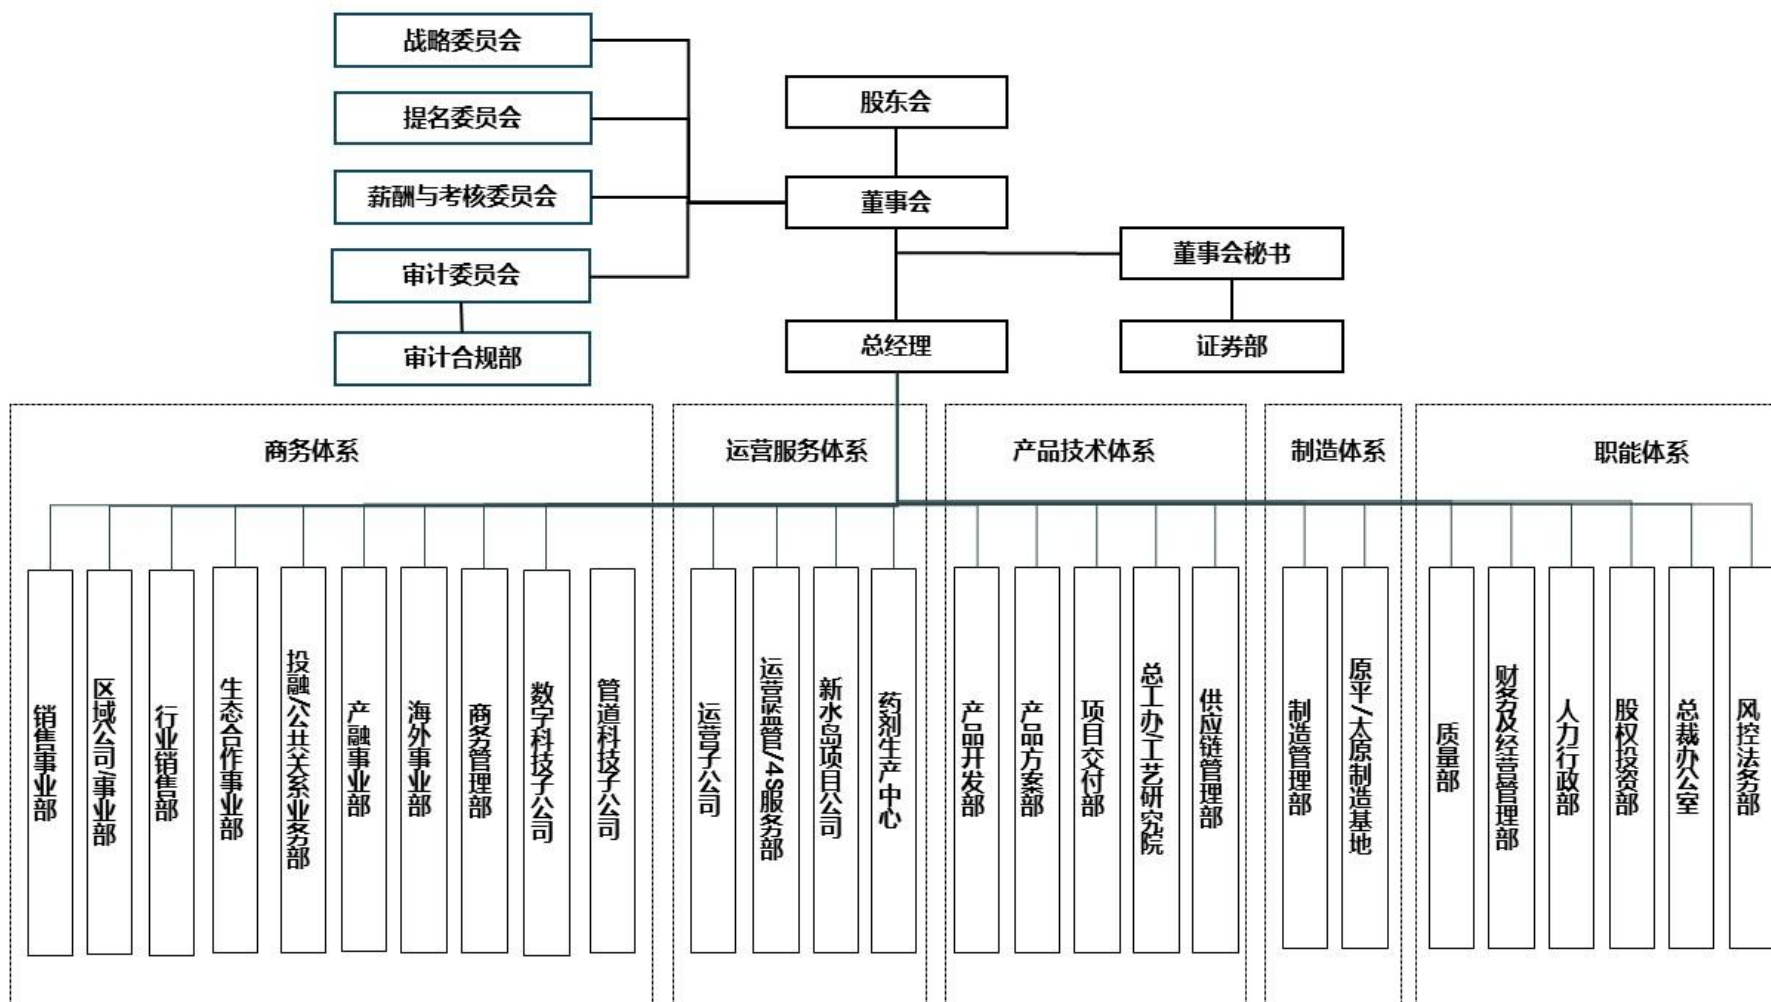 战略委员会
提名委员会
薪酬与考核委员会
审计委员会
审计合规部
股东会
董事会
董事会秘书
总经理
证券部
商务体系
运营服务体系
产品技术体系
制造体系
职能体系
销售事业部
区域公司/事业部
行业销售部
生态合作事业部
投融/公共关系业务部
产融事业部
海外事业部
商务管理部
数字科技子公司
管道科技子公司
运营子公司
运营监管/4S服务部
新水岛项目公司
药剂生产中心
产品开发部
产品方案部
项目交付部
总工办/工艺研究院
供应链管理部
制造管理部
原平/太原制造基地
质量部
财务及经营管理部
人力行政部
股权投资部
总裁办公室
风控法务部